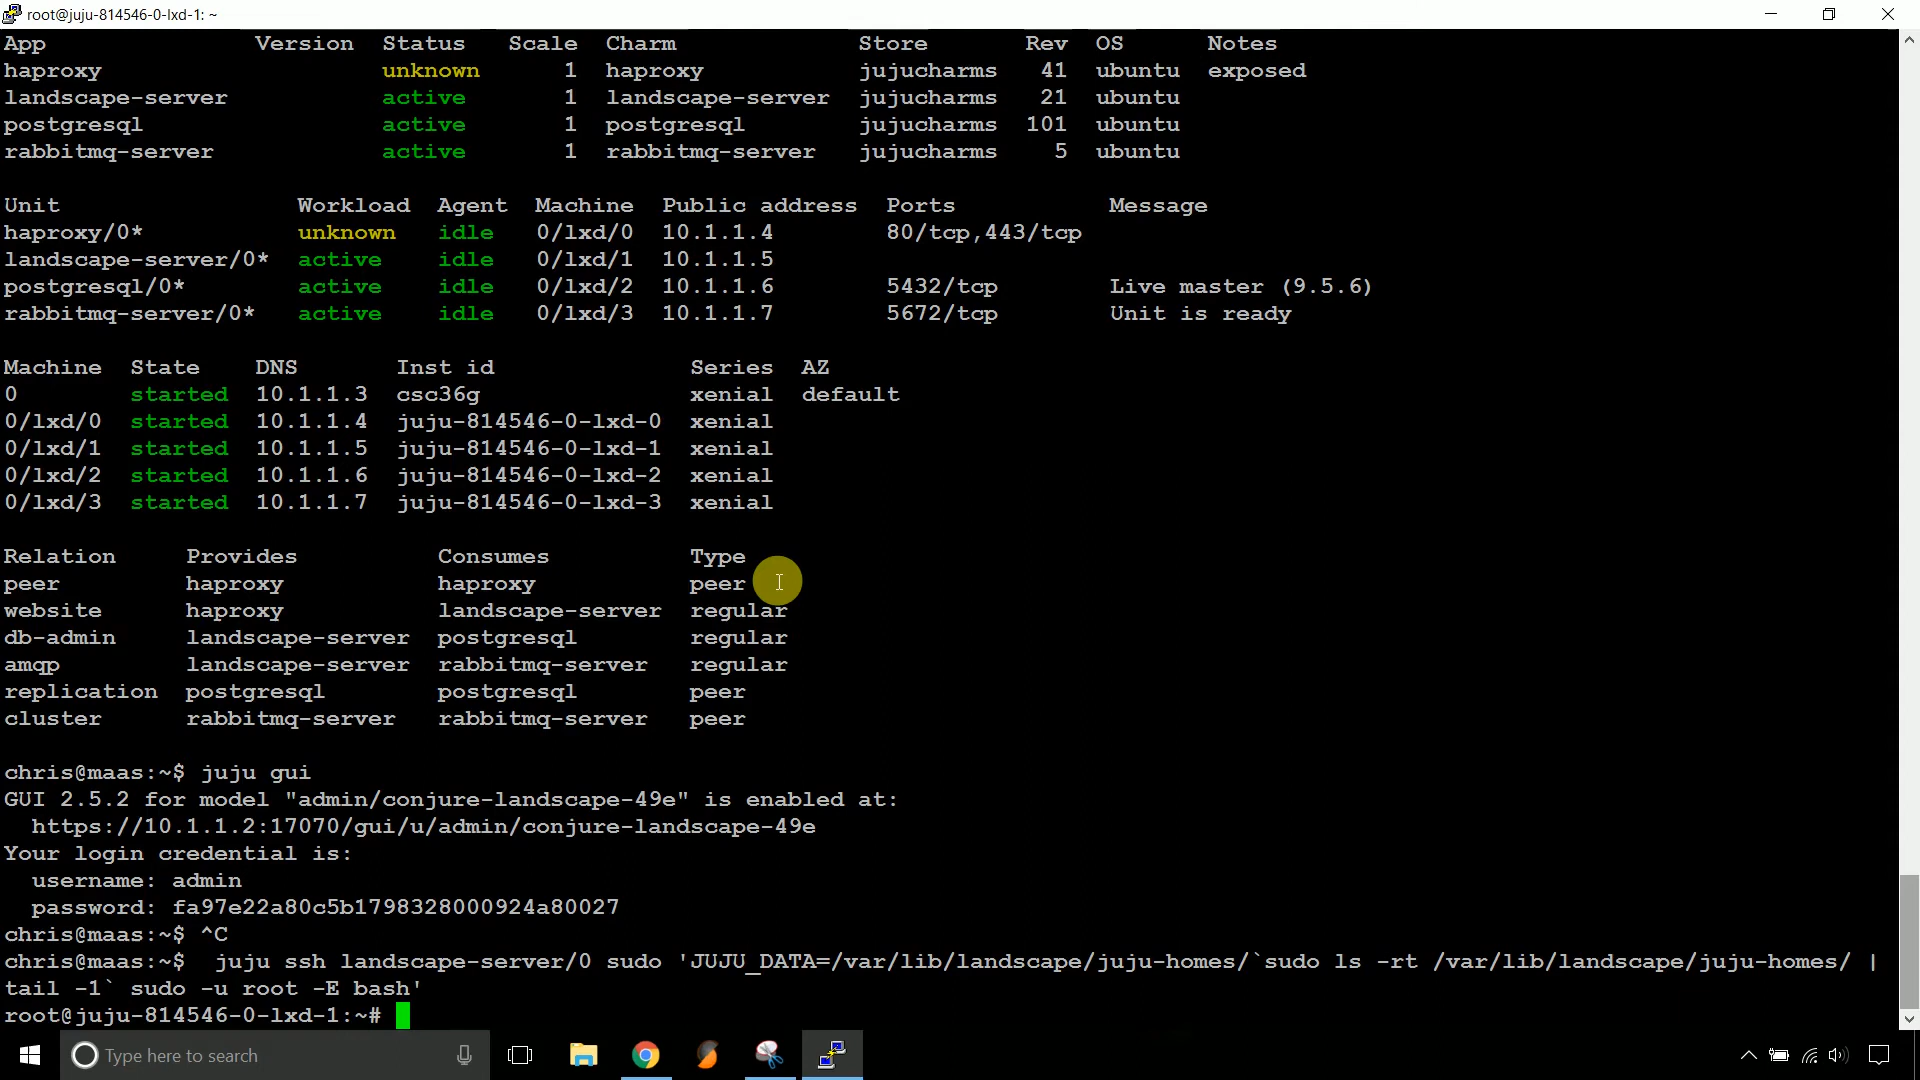 root@juju-814546-0-lxd-1: ~
App Version Status Scale Charm Store Rev OS Notes
haproxy unknown 1 haproxy jujucharms 41 ubuntu exposed
landscape-server active 1 landscape-server jujucharms 21 ubuntu
postgresql active 1 postgresql jujucharms 101 ubuntu
rabbitmq-server active 1 rabbitmq-server jujucharms 5 ubuntu
Unit Workload Agent Machine Public address Ports Message
haproxy/0* unknown idle 0/lxd/0 10.1.1.4 80/tcp,443/tcp
landscape-server/0* active idle 0/lxd/1 10.1.1.5
postgresql/0* active idle 0/lxd/2 10.1.1.6 5432/tcp Live master (9.5.6)
rabbitmq-server/0* active idle 0/lxd/3 10.1.1.7 5672/tcp Unit is ready
Machine State DNS Inst id Series AZ
0 started 10.1.1.3 csc36g xenial default
0/lxd/0 started 10.1.1.4 juju-814546-0-lxd-0 xenial
0/lxd/1 started 10.1.1.5 juju-814546-0-lxd-1 xenial
0/lxd/2 started 10.1.1.6 juju-814546-0-lxd-2 xenial
0/lxd/3 started 10.1.1.7 juju-814546-0-lxd-3 xenial
Relation Provides Consumes Type
peer haproxy haproxy peer
website haproxy landscape-server regular
db-admin landscape-server postgresql regular
amqp landscape-server rabbitmq-server regular
replication postgresql postgresql peer
cluster rabbitmq-server rabbitmq-server peer
chris@maas:~$ juju gui
GUI 2.5.2 for model "admin/conjure-landscape-49e" is enabled at:
https://10.1.1.2:17070/gui/u/admin/conjure-landscape-49e
Your login credential is:
username: admin
password: fa97e22a80c5b1798328000924a80027
chris@maas:~$ ^C
chris@maas:~$ juju ssh landscape-server/0 sudo 'JUJU_DATA=/var/lib/landscape/juju-homes/`sudo ls -rt /var/lib/landscape/juju-homes/ |
tail -1` sudo -u root -E bash'
root@juju-814546-0-lxd-1:~#
Type here to search